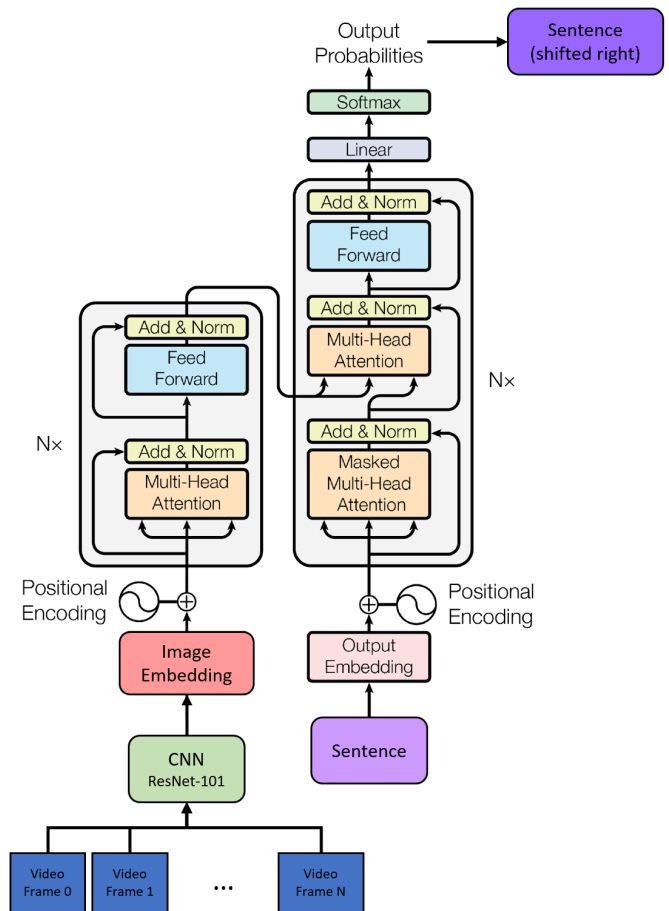 Output
Probabilities
Sentence
(shifted right)
Softmax
Linear
Add & Norm
Feed
Forward
Add & Norm
Multi-Head
Attention
Nx
Add & Norm
Masked
Multi-Head
Attention
Add & Norm
Feed
Forward
Nx
Add & Norm
Multi-Head
Attention
Positional
Encoding
Positional
Encoding
Image
Embedding
Output
Embedding
CNN
ResNet-101
Sentence
Video
Frame 0
Video
Frame 1
...
Video
Frame N